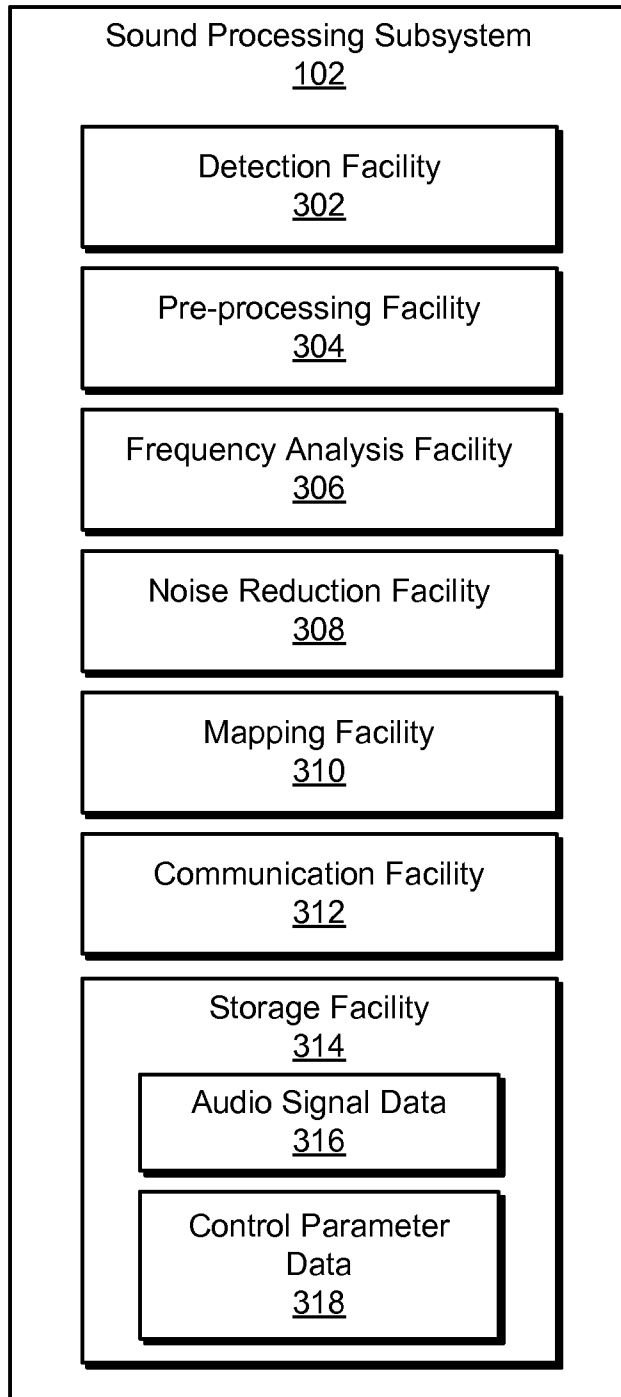 Sound Processing Subsystem
102
Detection Facility
302
Pre-processing Facility
304
Frequency Analysis Facility
306
Noise Reduction Facility
308
Mapping Facility
310
Communication Facility
312
Storage Facility
314
Audio Signal Data
316
Control Parameter
Data
318